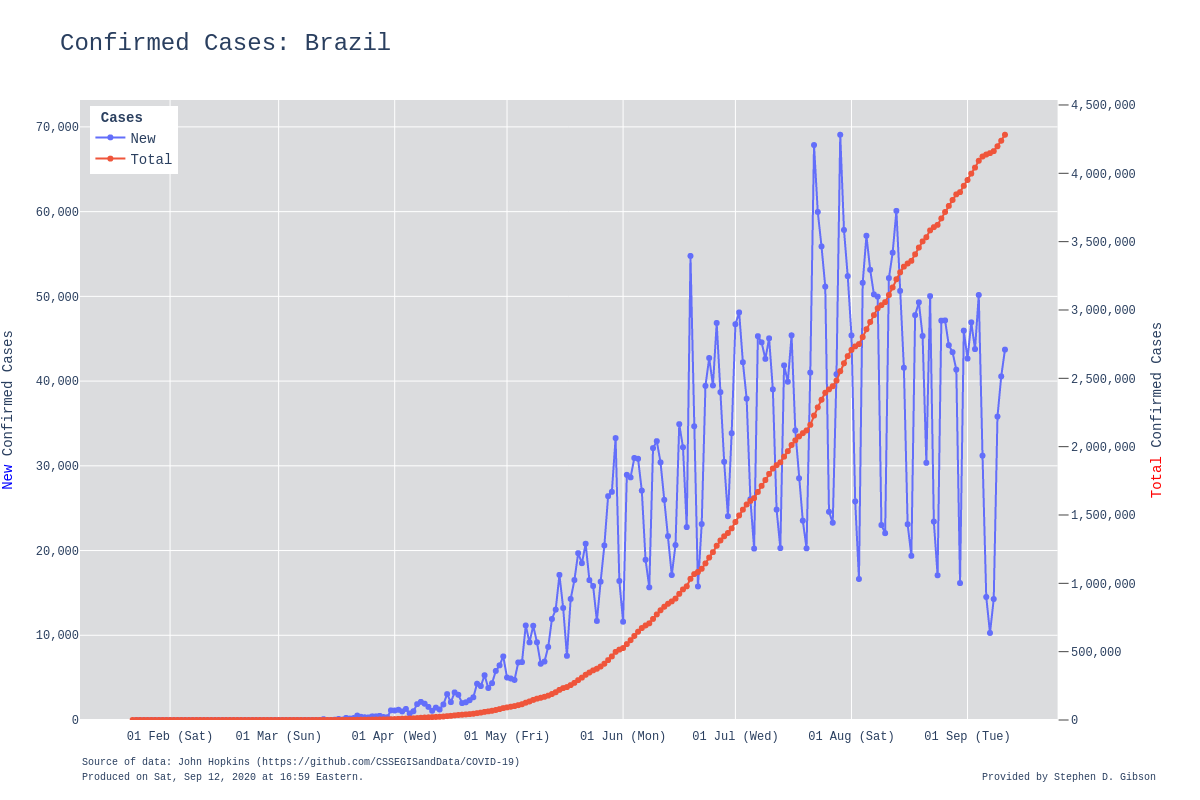 Confirmed Cases: Brazil
Cases
New
Total
70,000
60,000
50,000
40,000
30,000
20,000
10,000
0
4,500,000
4,000,000
3,500,000
3,000,000
2,500,000
2,000,000
1,500,000
1,000,000
500,000
0
New Confirmed Cases
Total Confirmed Cases
01 Feb (Sat) 01 Mar (Sun) 01 Apr (Wed) 01 May (Fri) 01 Jun (Mon) 01 Jul (Wed) 01 Aug (Sat) 01 Sep (Tue)
Source of data: John Hopkins (https://github.com/CSSEGISandData/COVID-19)
Produced on Sat, Sep 12, 2020 at 16:59 Eastern.
Provided by Stephen D. Gibson